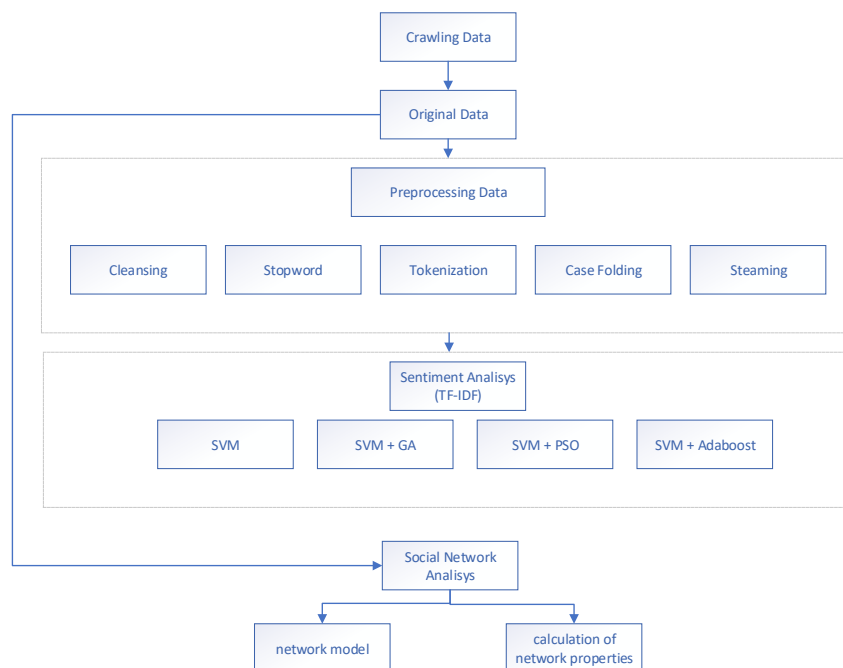 Crawling Data
Original Data
Preprocessing Data
Cleansing
Stopword
Tokenization
Case Folding
Steaming
Sentiment Analisys
(TF-IDF)
SVM
SVM + GA
SVM + PSO
SVM + Adaboost
Social Network
Analisys
network model
calculation of
network properties